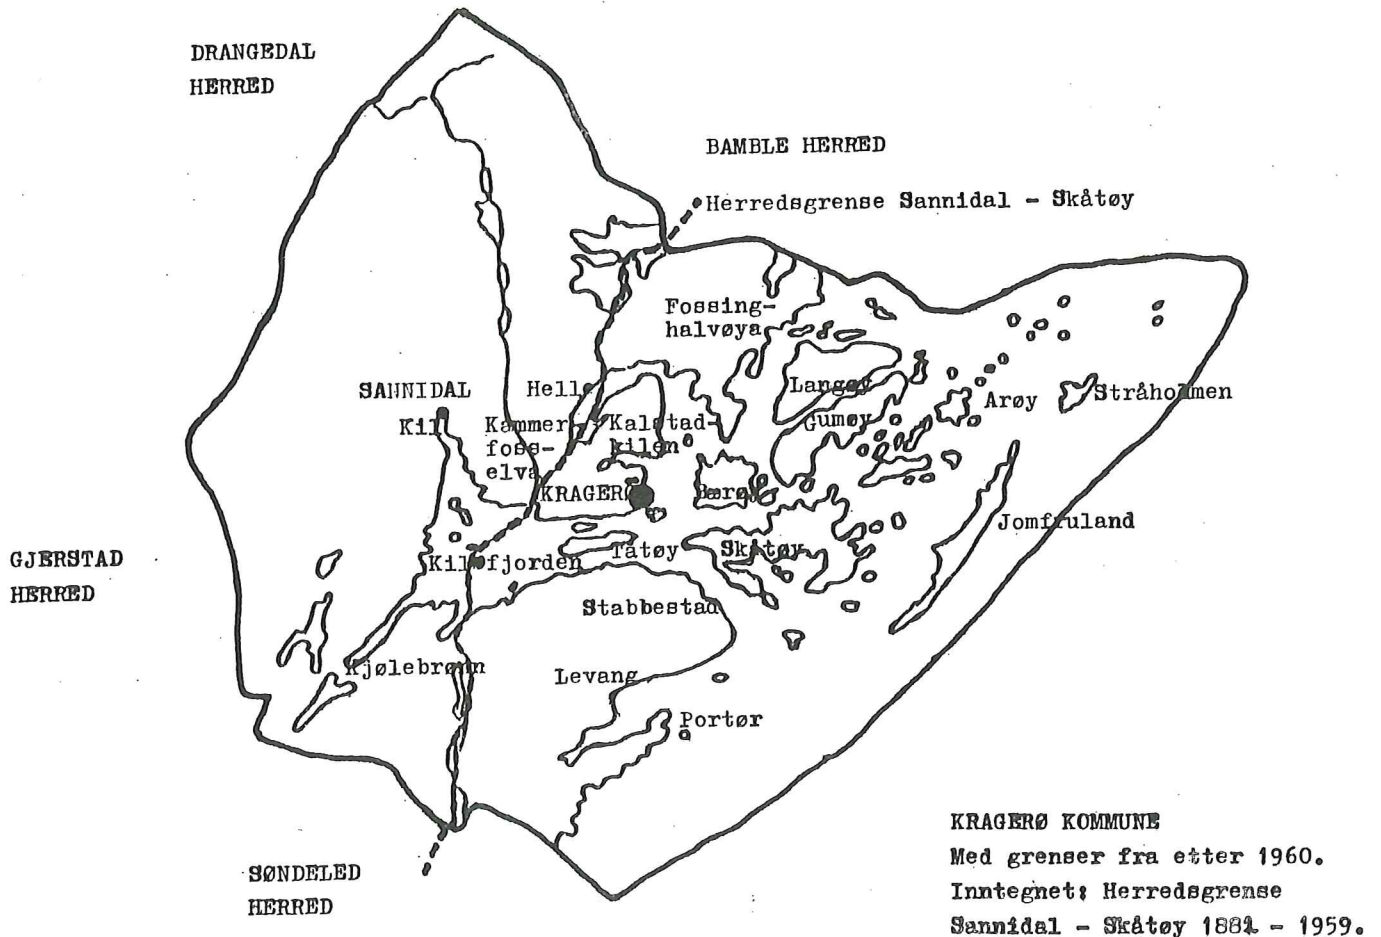 DRANGEDAL
HERRED
BAMBLE HERRED
Herredsgrense Sannidal - Skåtøy
Fossing-
halvøya
SANNIDAL
Kil
Helle
Kammer
foss-
elva
Kalstad-
kilen
Langøy
Gumøy
Arøy
Stråholmen
KRAGERØ
Bærøy
Jomfruland
Kilsfjorden
Tåtøy
Skåtøy
GJERSTAD
HERRED
Stabbestad
Kjølebrønn
Levang
Portør
SØNDELED
HERRED
KRAGERØ KOMMUNE
Med grenser fra etter 1960.
Inntegnet: Herredsgrense
Sannidal - Skåtøy 1882 - 1959.